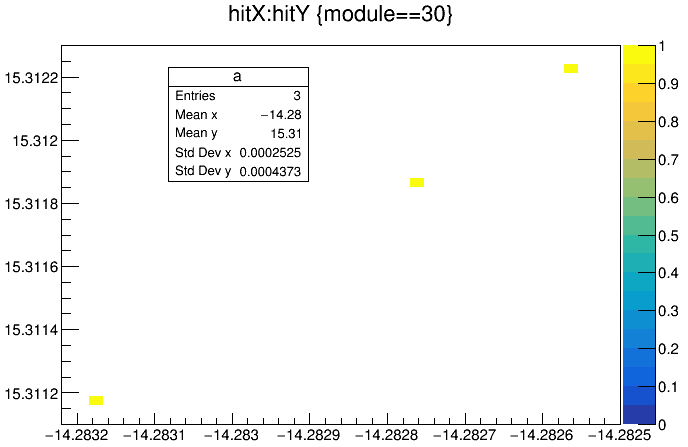 hitX:hitY {module==30}
a
Entries 3
Mean x −14.28
Mean y 15.31
Std Dev x 0.0002525
Std Dev y 0.0004373
15.3122
15.312
15.3118
15.3116
15.3114
15.3112
−14.2832 −14.2831 −14.283 −14.2829 −14.2828 −14.2827 −14.2826 −14.2825
1
0.9
0.8
0.7
0.6
0.5
0.4
0.3
0.2
0.1
0